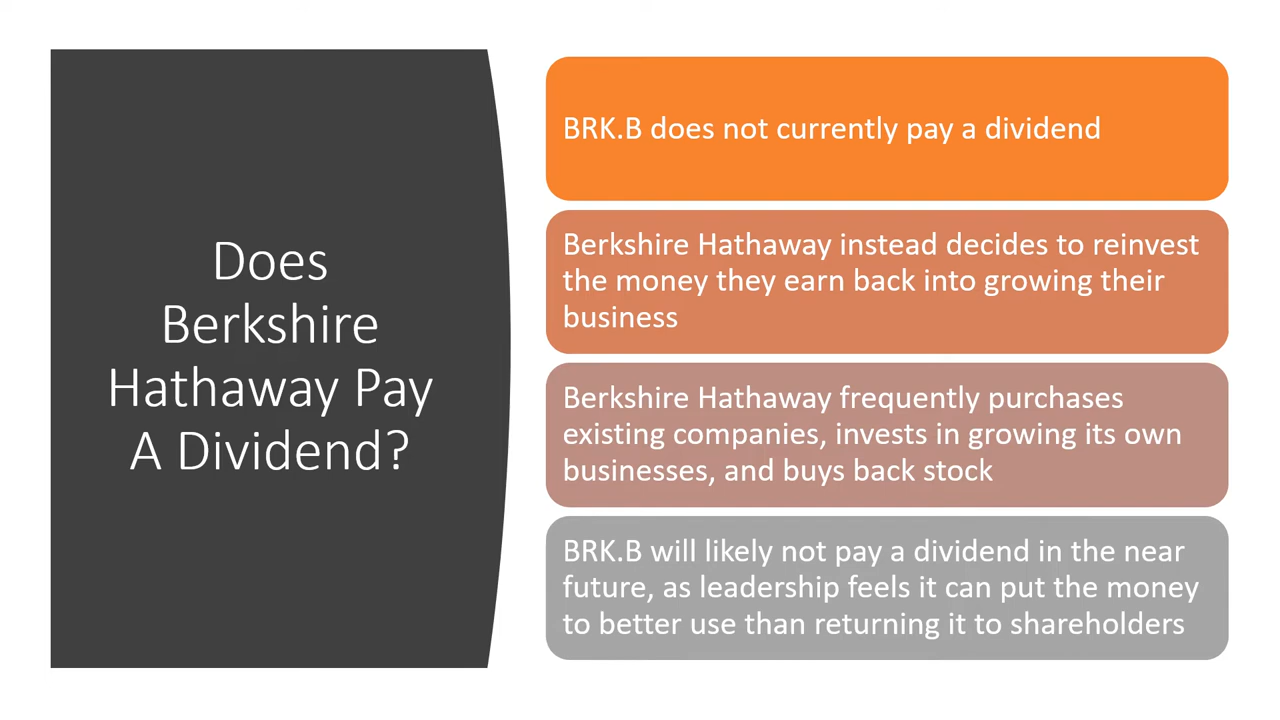 Does
Berkshire
Hathaway Pay
A Dividend?
BRK.B does not currently pay a dividend
Berkshire Hathaway instead decides to reinvest
the money they earn back into growing their
business
Berkshire Hathaway frequently purchases
existing companies, invests in growing its own
businesses, and buys back stock
BRK.B will likely not pay a dividend in the near
future, as leadership feels it can put the money
to better use than returning it to shareholders